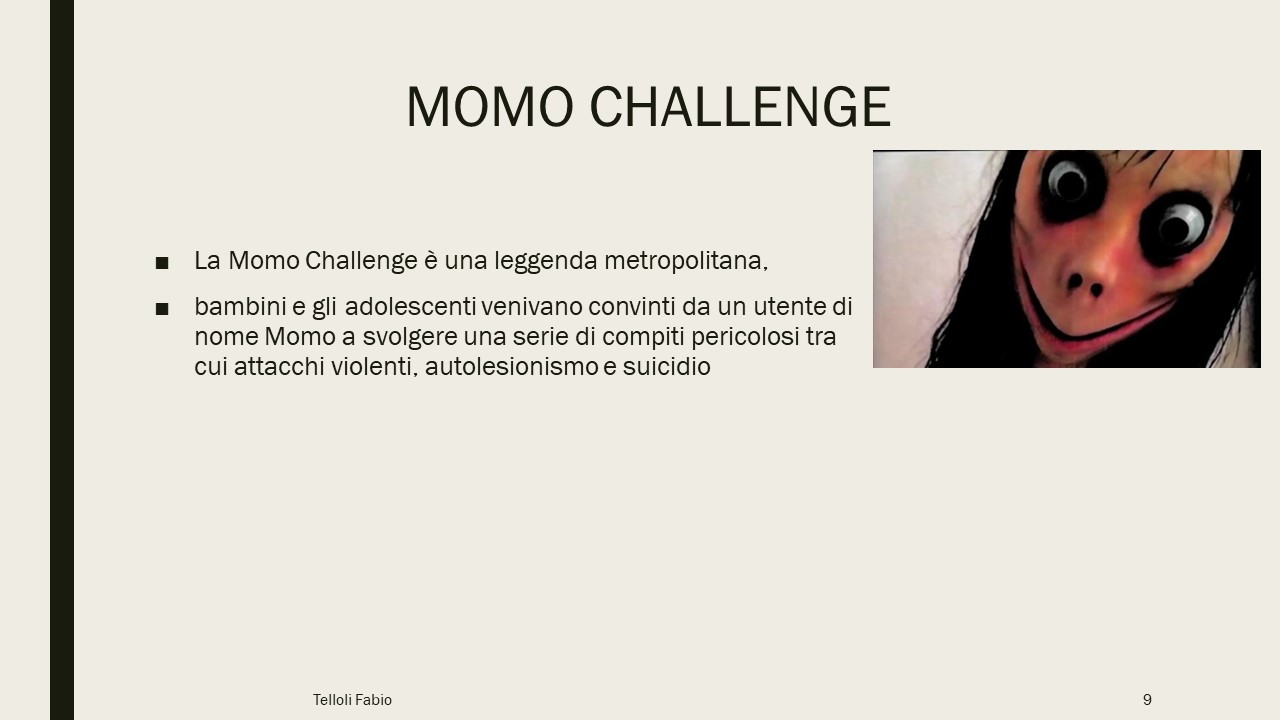 MOMO CHALLENGE
■ La Momo Challenge è una leggenda metropolitana,
■ bambini e gli adolescenti venivano convinti da un utente di
nome Momo a svolgere una serie di compiti pericolosi tra
cui attacchi violenti, autolesionismo e suicidio
Telloli Fabio
9